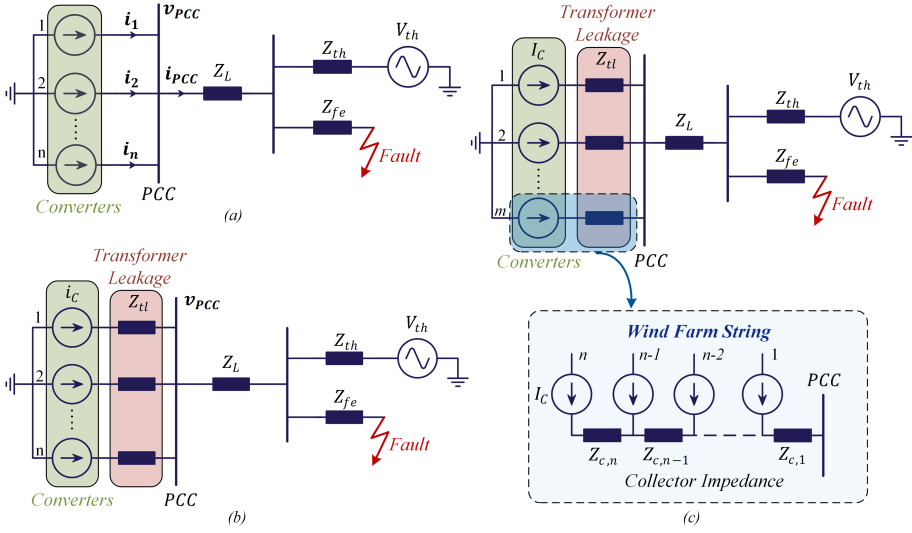 v_PCC
1
i_1
2
i_2
i_PCC
Z_L
Z_th
V_th
Z_fe
n
i_n
Fault
PCC
Converters
(a)
Transformer
Leakage
I_C
Z_tl
1
2
m
Z_L
Z_th
V_th
Z_fe
Fault
Converters
PCC
Transformer
Leakage
i_C
Z_tl
v_PCC
1
2
n
Z_L
Z_th
V_th
Z_fe
Fault
Converters
PCC
(b)
Wind Farm String
n
n-1
n-2
1
PCC
I_C
Z_c,n
Z_c,n−1
Z_c,1
Collector Impedance
(c)